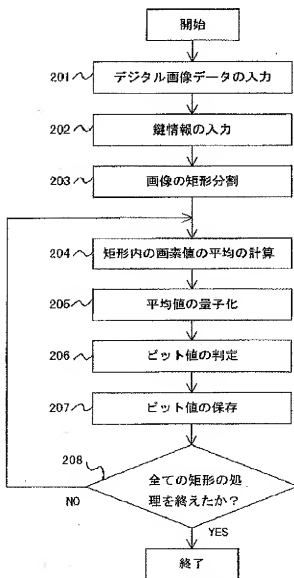 開始
201
デジタル画像データの入力
202
鍵情報の入力
203
画像の矩形分割
204
矩形内の画素値の平均の計算
205
平均値の量子化
206
ビット値の判定
207
ビット値の保存
208
全ての矩形の処
理を終えたか？
NO
YES
終了